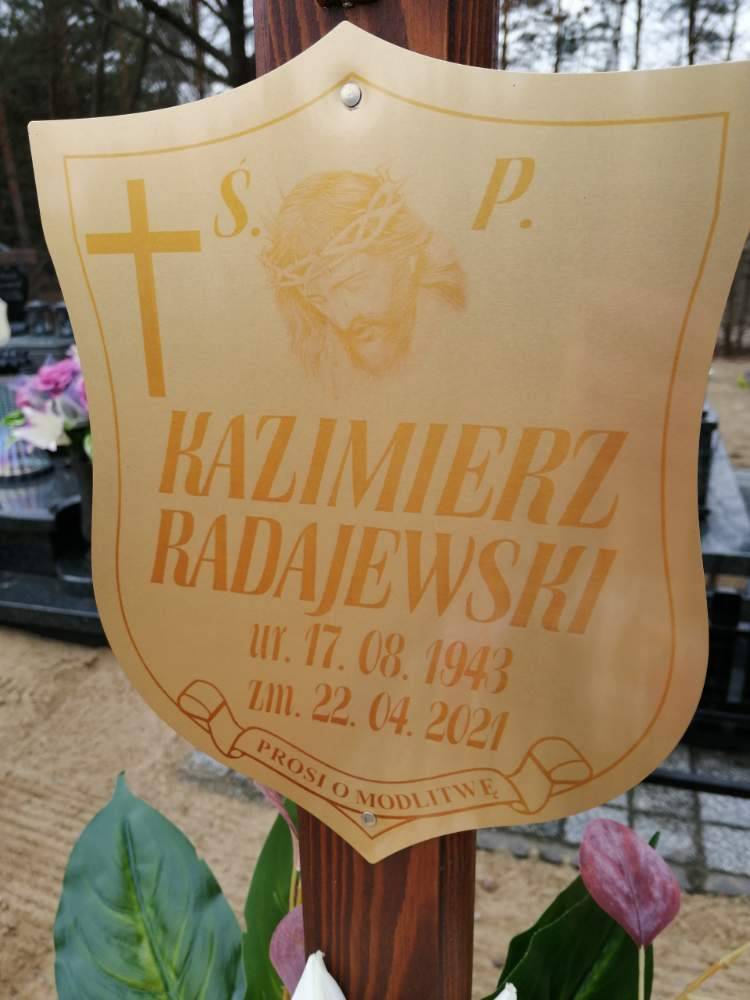 Ś. P.
KAZIMIERZ
RADAJEWSKI
ur. 17. 08. 1943
zm. 22. 04. 2021
PROSI O MODLITWĘ